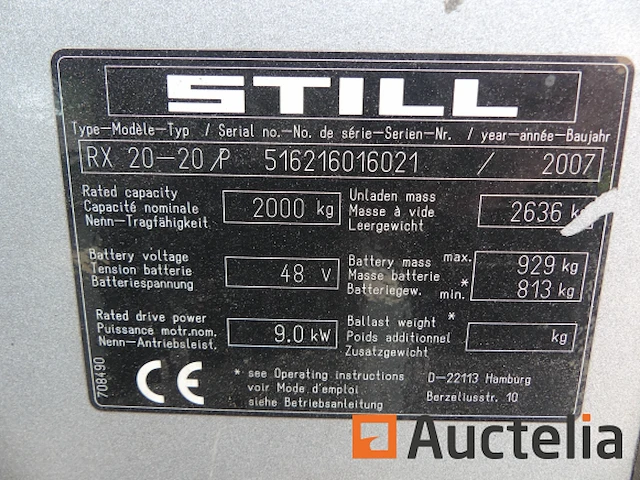 STILL
Type-Modèle-Typ / Serial no.-No. de série-Serien-Nr. / year-année-Baujahr
RX 20-20/P 516216016021 / 2007
Rated capacity
Capacité nominale
Nenn-Tragfähigkeit
2000 kg
Unladen mass
Masse à vide
Leergewicht
2636 kg
Battery voltage
Tension batterie
Batteriespannung
48 V
Battery mass max. 929 kg
Masse batterie *
Batteriegew. min. 813 kg
Rated drive power
Puissance motr.nom.
Nenn-Antriebsleist.
9.0 kW
Ballast weight *
Poids additionnel
Zusatzgewicht
kg
708490
CE
* see Operating instructions
voir Mode d'emploi
siehe Betriebsanleitung
D-22113 Hamburg
Berzeliusstr. 10
Auctelia